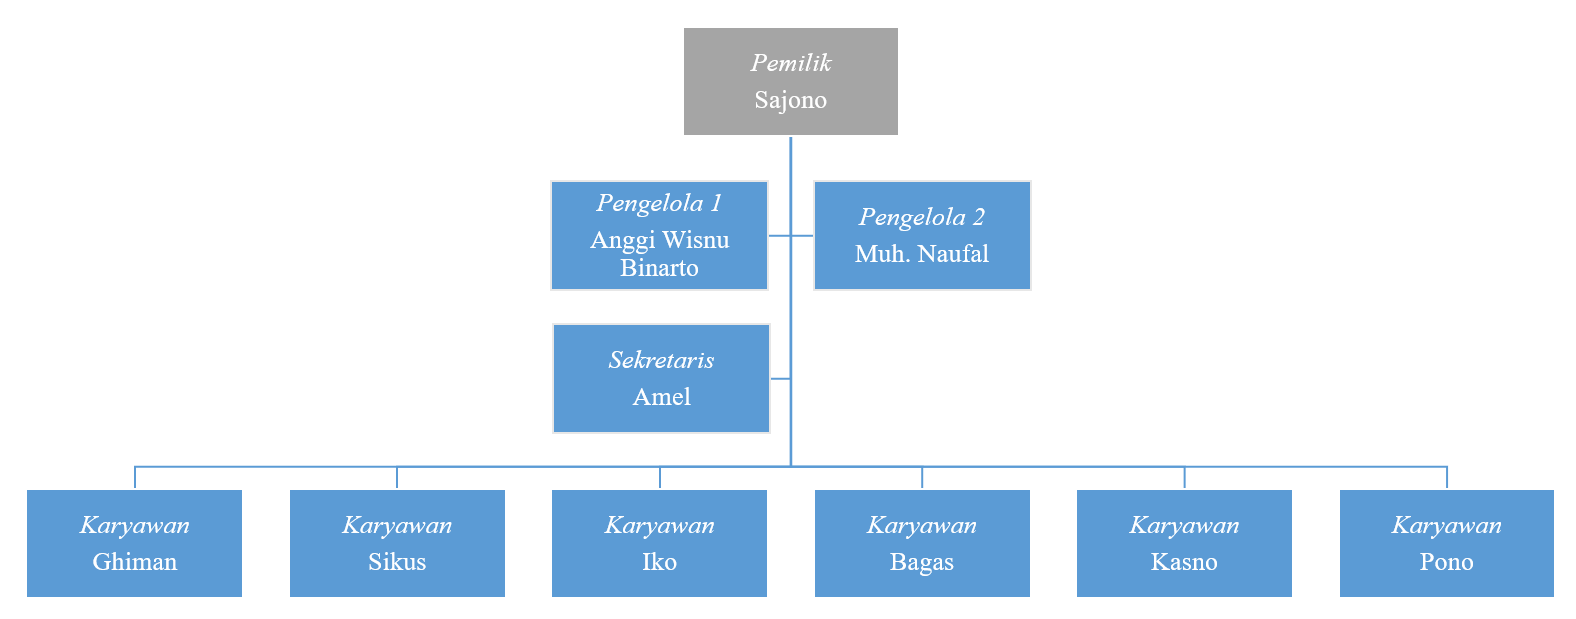 Pemilik
Sajono
Pengelola 1
Anggi Wisnu
Binarto
Pengelola 2
Muh. Naufal
Sekretaris
Amel
Karyawan
Ghiman
Karyawan
Sikus
Karyawan
Iko
Karyawan
Bagas
Karyawan
Kasno
Karyawan
Pono